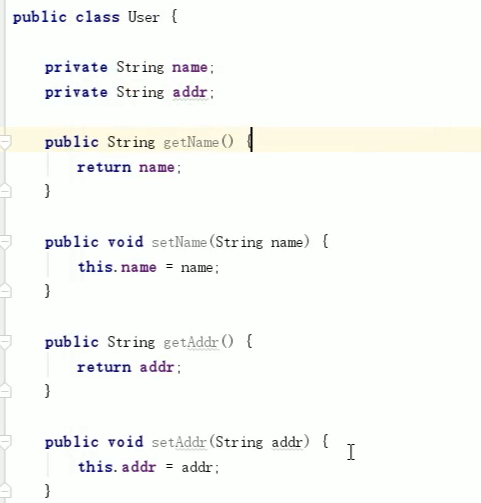 public class User {
private String name;
private String addr;
public String getName() {
return name;
}
public void setName(String name) {
this.name = name;
}
public String getAddr() {
return addr;
}
public void setAddr(String addr) {
this.addr = addr;
}